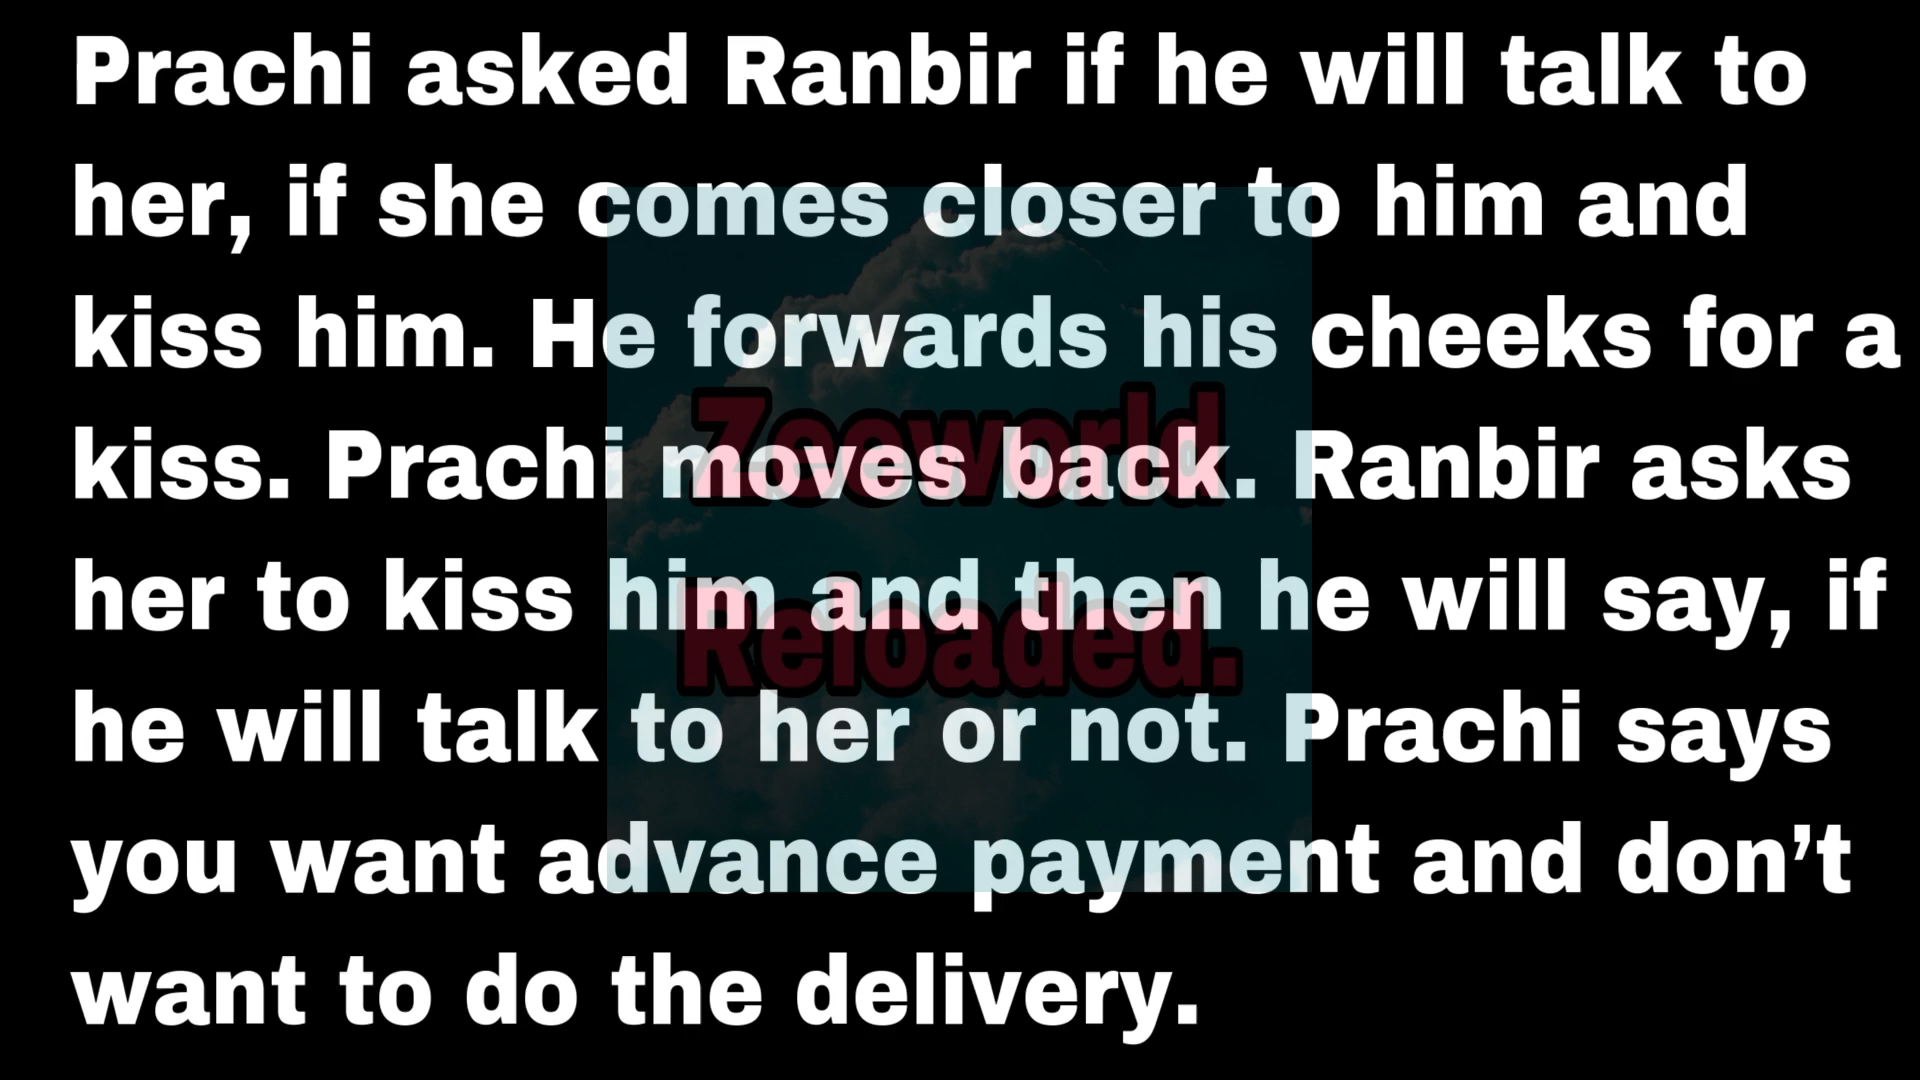 Prachi asked Ranbir if he will talk to
her, if she comes closer to him and
kiss him. He forwards his cheeks for a
kiss. Prachi moves back. Ranbir asks
her to kiss him and then he will say, if
he will talk to her or not. Prachi says
you want advance payment and don’t
want to do the delivery.
Zeeworld
Reloaded.